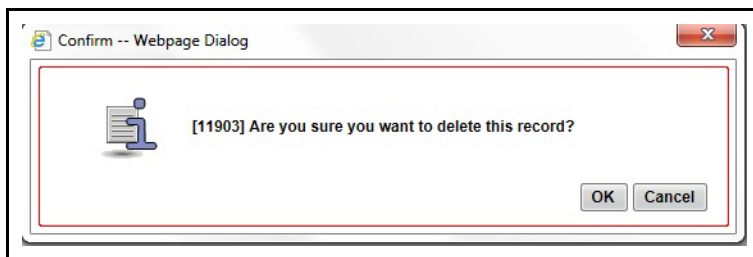 Confirm -- Webpage Dialog
[11903] Are you sure you want to delete this record?
OK Cancel